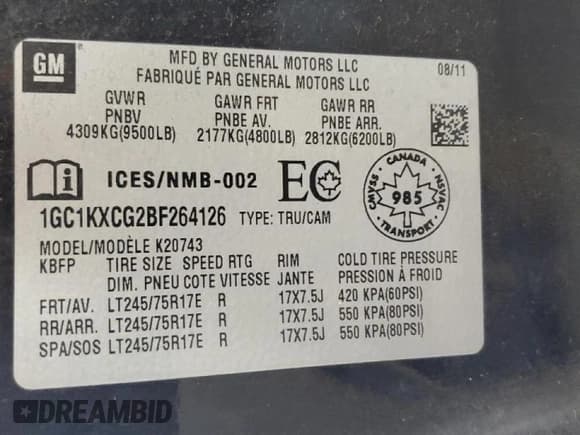 GM
MFD BY GENERAL MOTORS LLC
FABRIQUÉ PAR GENERAL MOTORS LLC
08/11
GVWR GAWR FRT GAWR RR
PNBV PNBE AV. PNBE ARR.
4309KG(9500LB) 2177KG(4800LB) 2812KG(6200LB)
ICES/NMB-002 EC
CANADA
CMVSS 985 NSVAC
TRANSPORT
1GC1KXCG2BF264126 TYPE: TRU/CAM
MODEL/MODÈLE K20743
KBFP TIRE SIZE SPEED RTG RIM COLD TIRE PRESSURE
DIM. PNEU COTE VITESSE JANTE PRESSION À FROID
FRT/AV. LT245/75R17E R 17X7.5J 420 KPA(60PSI)
RR/ARR. LT245/75R17E R 17X7.5J 550 KPA(80PSI)
SPA/SOS LT245/75R17E R 17X7.5J 550 KPA(80PSI)
DREAMBID